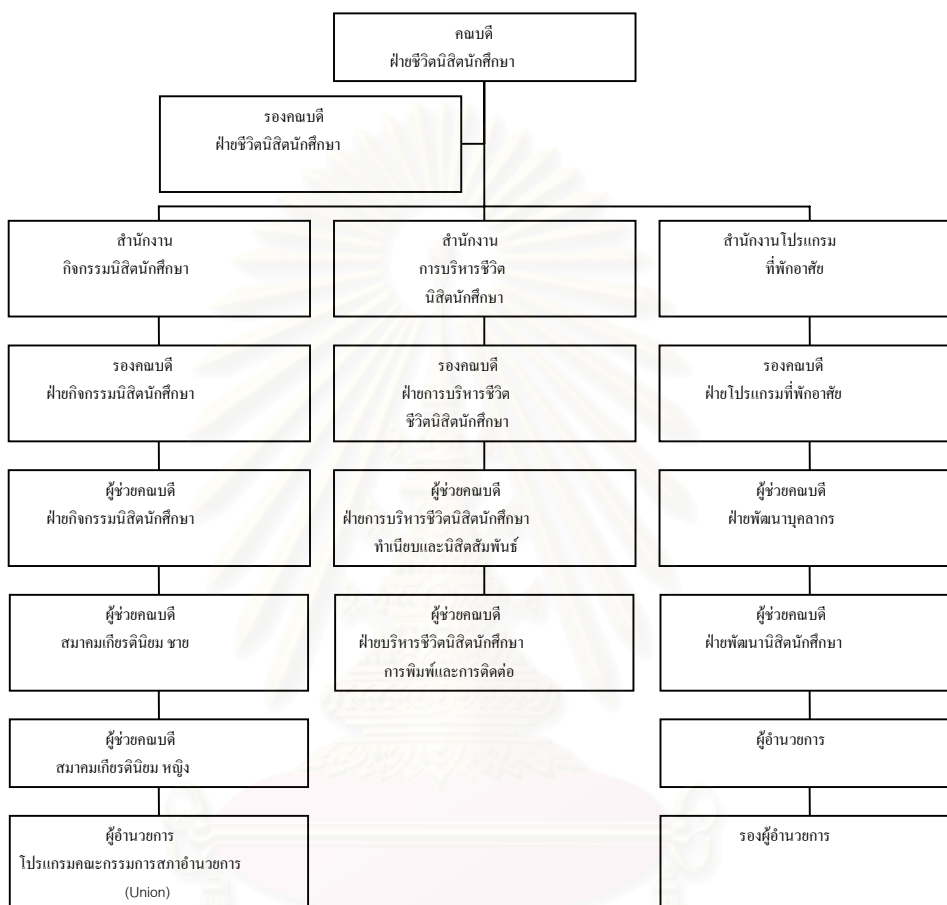 คณบดี
ฝ่ายชีวิตนิสิตนักศึกษา
รองคณบดี
ฝ่ายชีวิตนิสิตนักศึกษา
สำนักงาน
กิจกรรมนิสิตนักศึกษา
สำนักงาน
การบริหารชีวิต
นิสิตนักศึกษา
สำนักงานโปรแกรม
ที่พักอาศัย
รองคณบดี
ฝ่ายกิจกรรมนิสิตนักศึกษา
รองคณบดี
ฝ่ายการบริหารชีวิต
ชีวิตนิสิตนักศึกษา
รองคณบดี
ฝ่ายโปรแกรมที่พักอาศัย
ผู้ช่วยคณบดี
ฝ่ายกิจกรรมนิสิตนักศึกษา
ผู้ช่วยคณบดี
ฝ่ายการบริหารชีวิตนิสิตนักศึกษา
ทำเนียบและนิสิตสัมพันธ์
ผู้ช่วยคณบดี
ฝ่ายพัฒนาบุคลากร
ผู้ช่วยคณบดี
สมาคมเกียรตินิยม ชาย
ผู้ช่วยคณบดี
ฝ่ายบริหารชีวิตนิสิตนักศึกษา
การพิมพ์และการติดต่อ
ผู้ช่วยคณบดี
ฝ่ายพัฒนานิสิตนักศึกษา
ผู้ช่วยคณบดี
สมาคมเกียรตินิยม หญิง
ผู้อำนวยการ
ผู้อำนวยการ
โปรแกรมคณะกรรมการสภาอำนวยการ
(Union)
รองผู้อำนวยการ